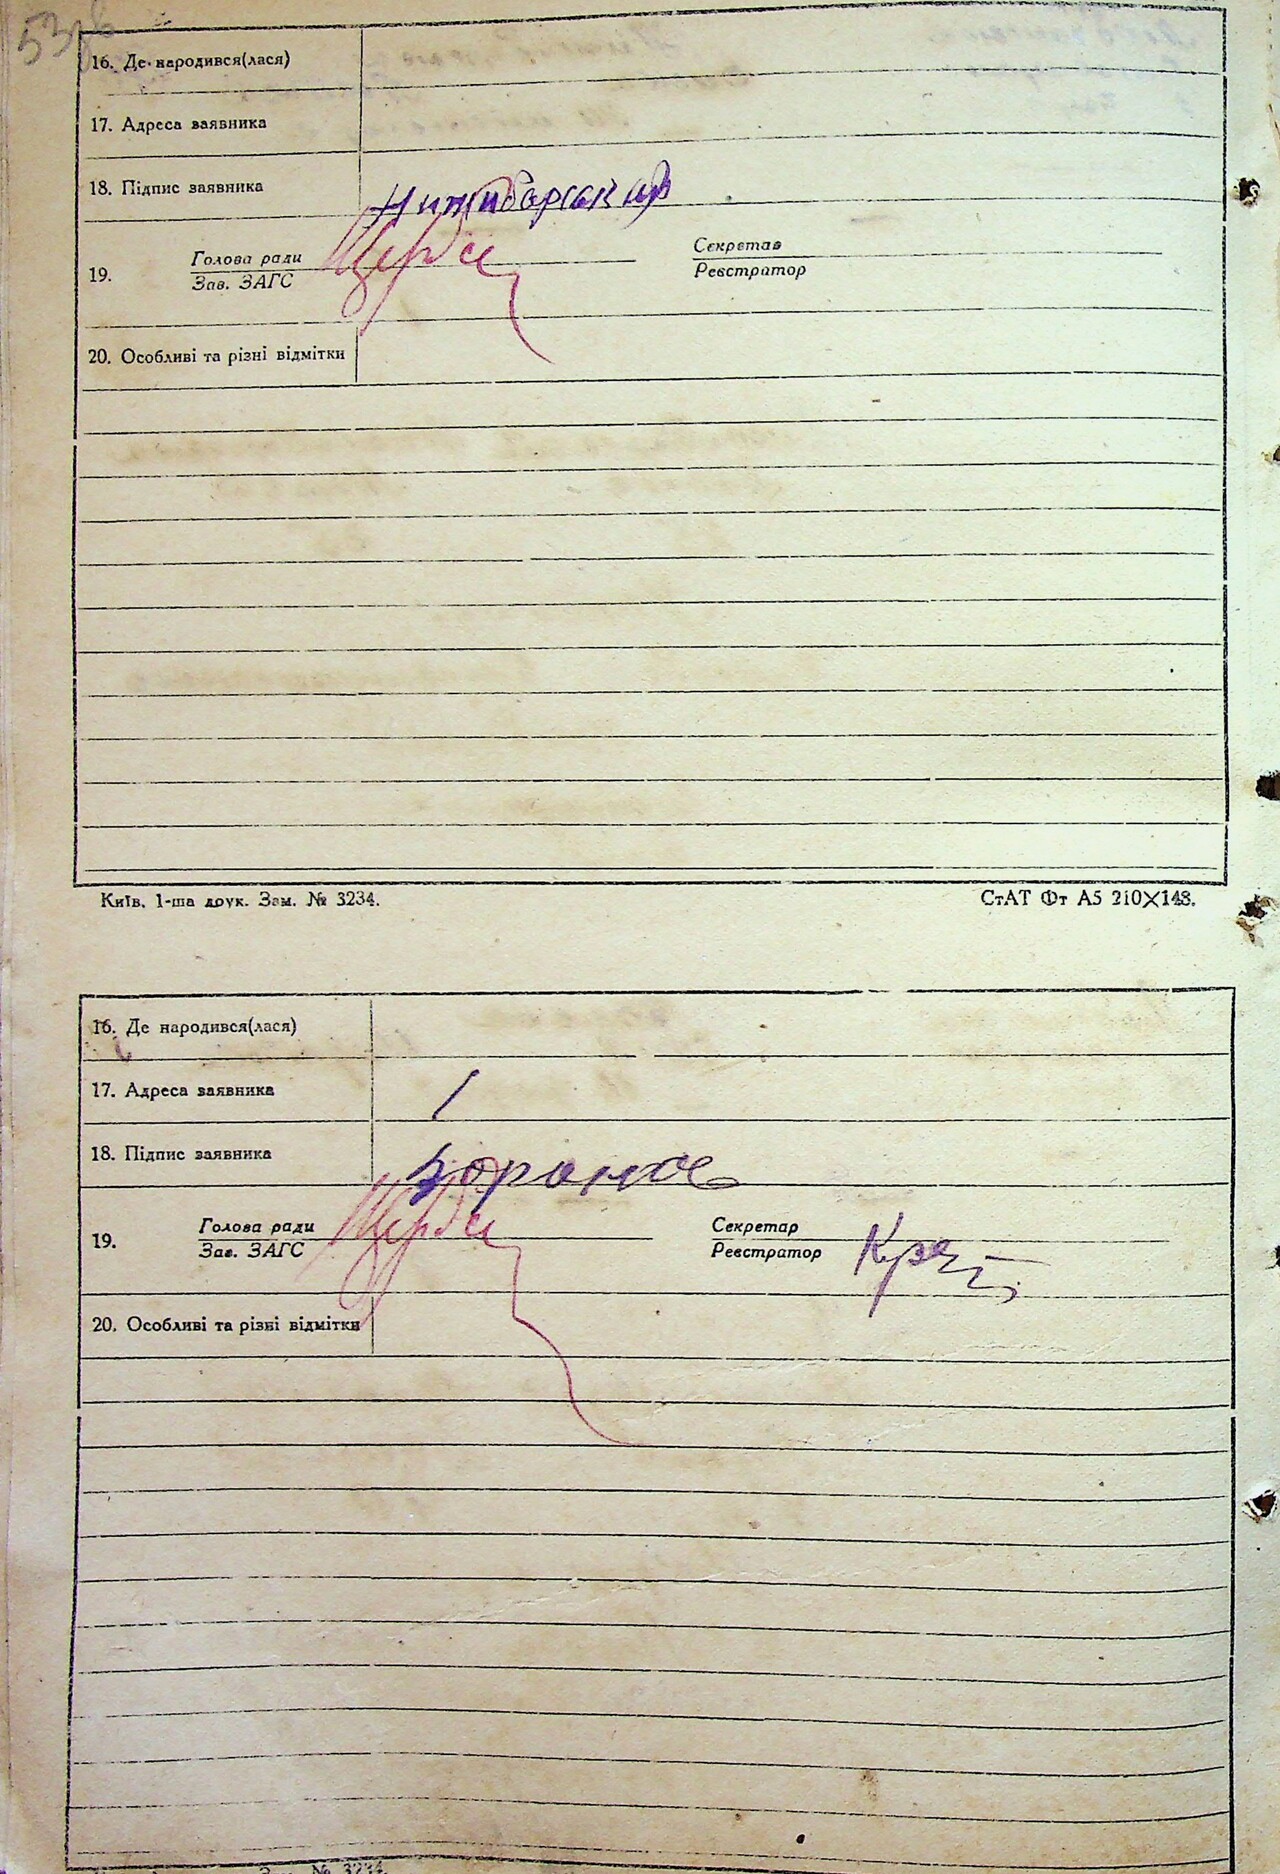 16. Де народився(лася)
17. Адреса заявника
18. Підпис заявника
19. Голова ради
Зав. ЗАГС
Секретав
Реєстратор
20. Особливі та різні відмітки
Київ. 1-ша друк. Зам. № 3234.
СтАТ Фт А5 210×148.
16. Де народився(лася)
17. Адреса заявника
18. Підпис заявника
19. Голова ради
Зав. ЗАГС
Секретар
Реєстратор
20. Особливі та різні відмітки
Зам. № 3234.